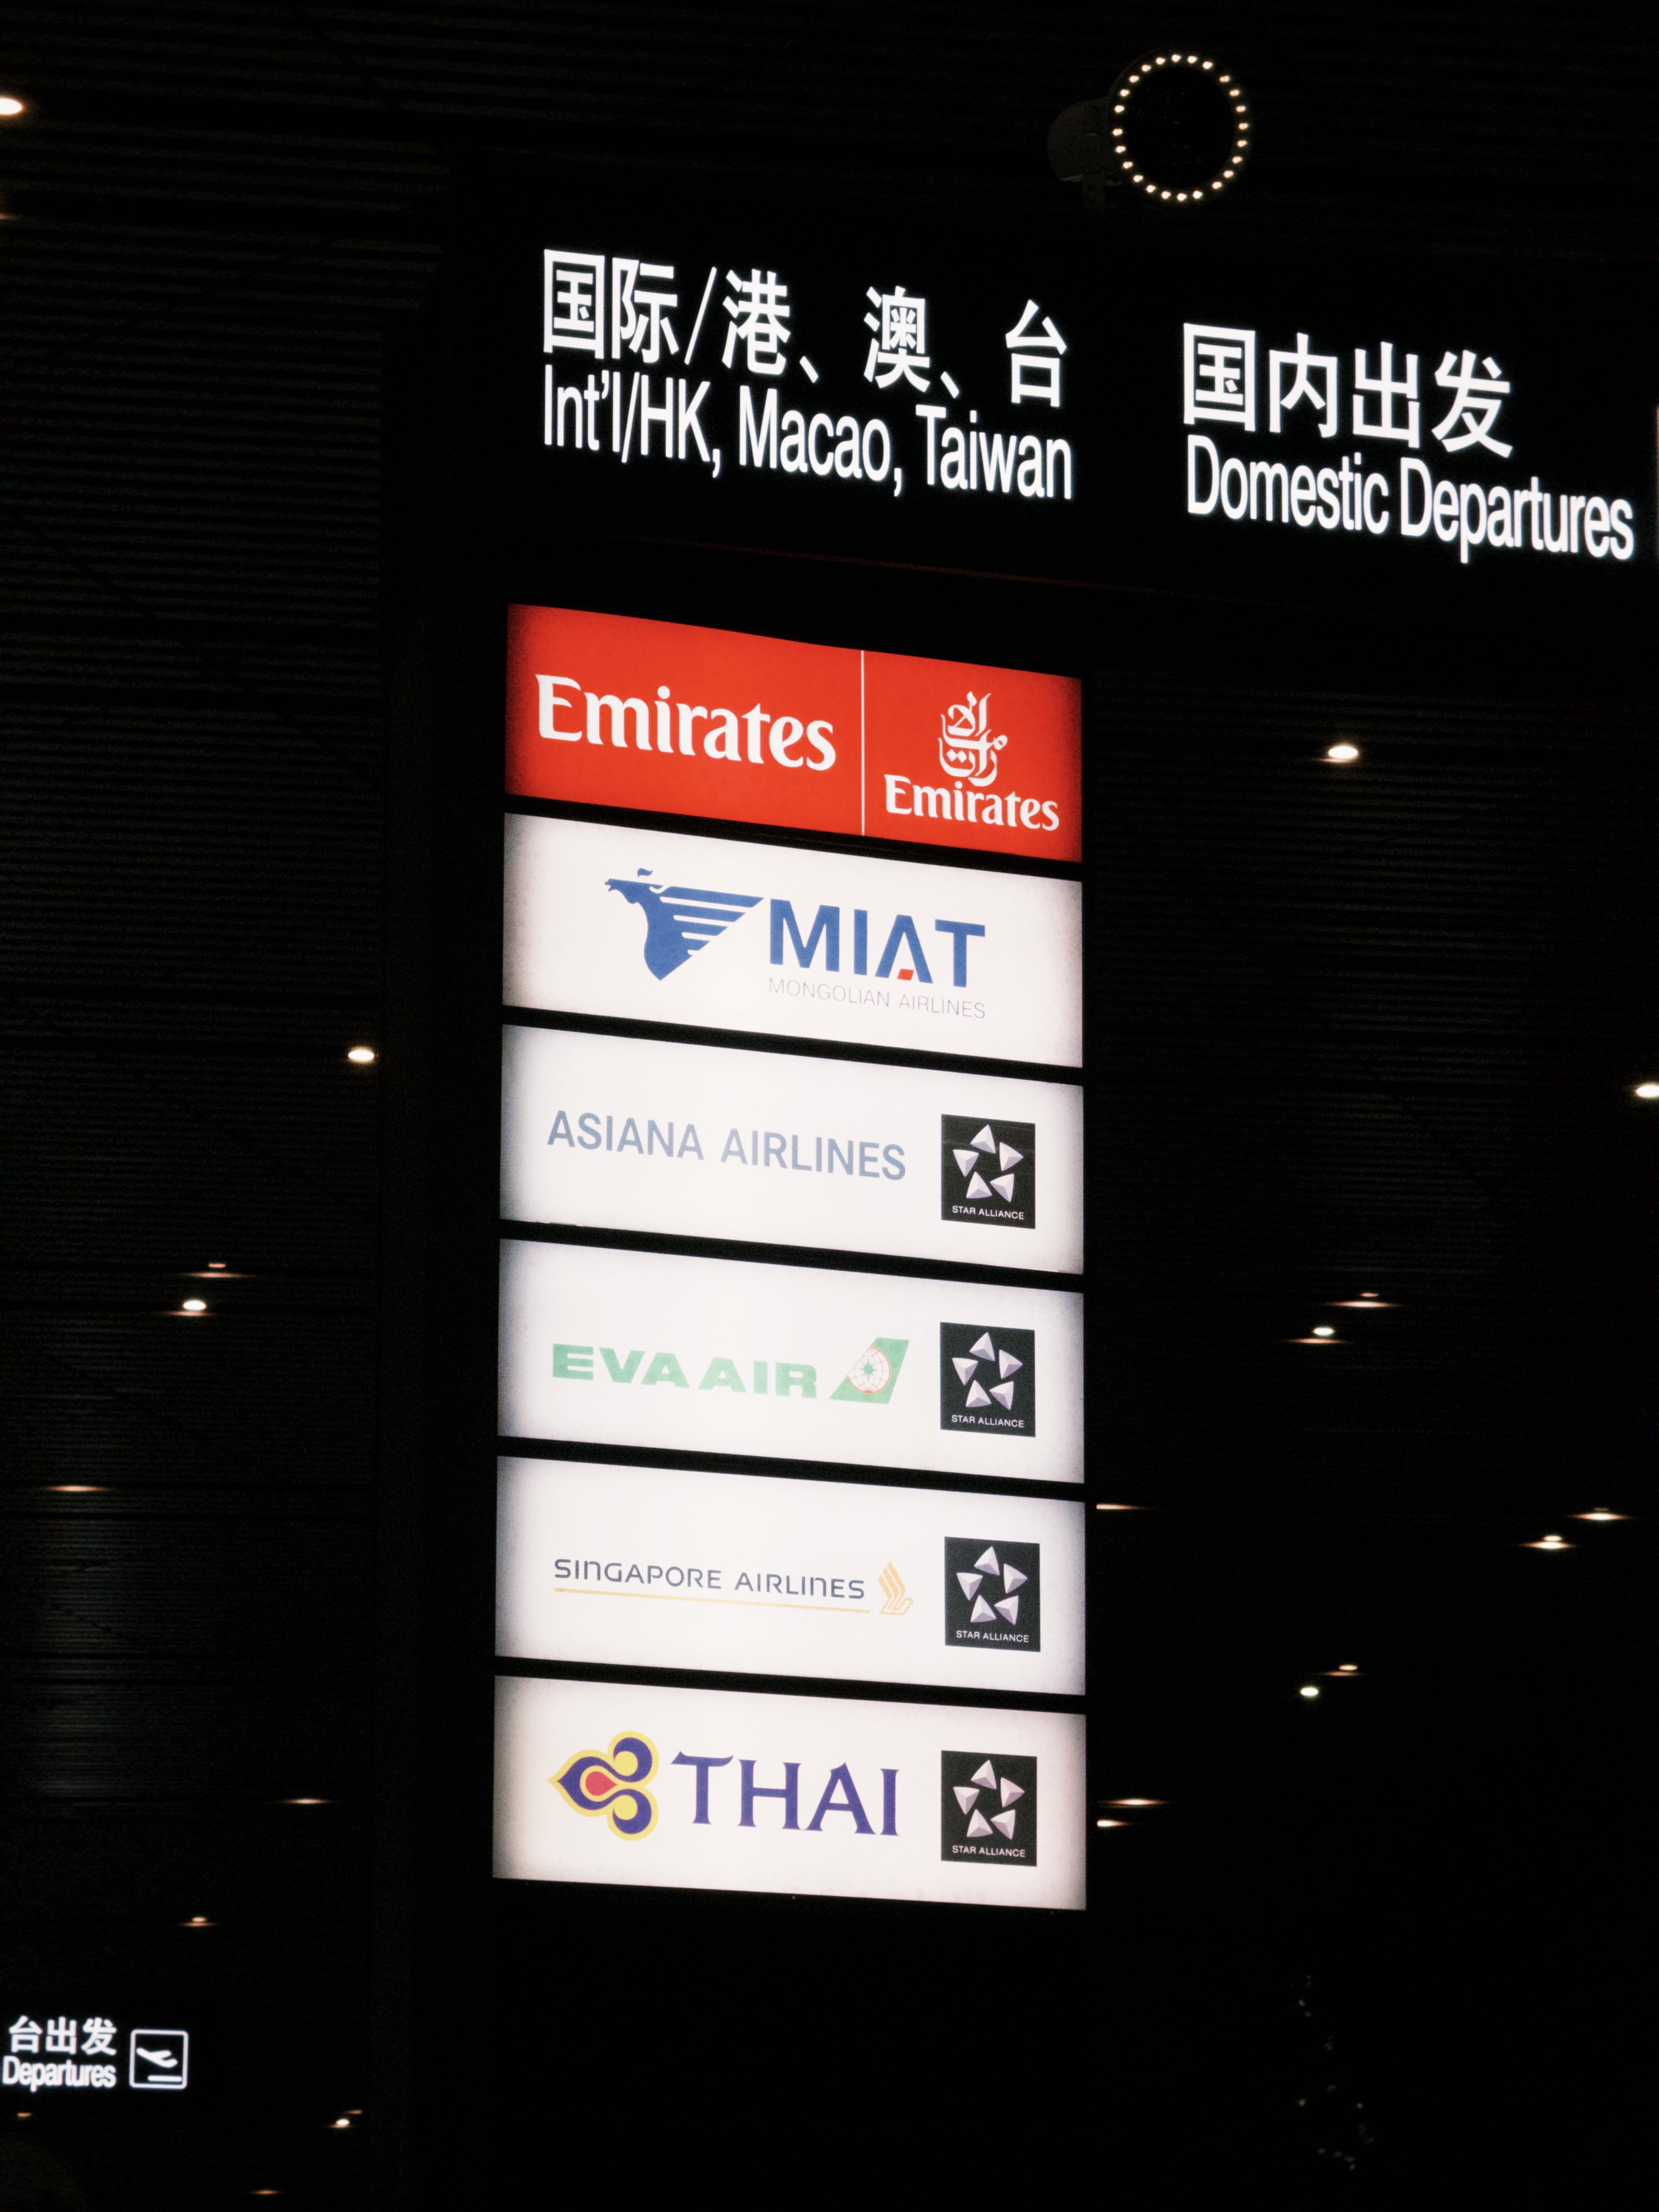 国际/港、澳、台
Int'l/HK, Macao, Taiwan
国内出发
Domestic Departures
Emirates
الإمارات
Emirates
MIAT
MONGOLIAN AIRLINES
ASIANA AIRLINES
STAR ALLIANCE
EVA AIR
STAR ALLIANCE
SINGAPORE AIRLINES
STAR ALLIANCE
THAI
STAR ALLIANCE
台出发
Departures